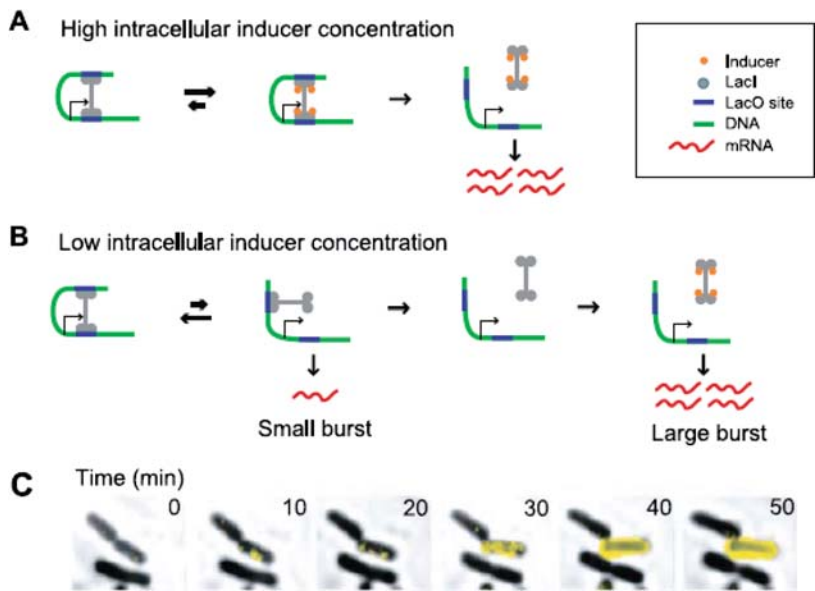 A High intracellular inducer concentration
Inducer
LacI
LacO site
DNA
mRNA
B Low intracellular inducer concentration
Small burst
Large burst
C Time (min)
0 10 20 30 40 50